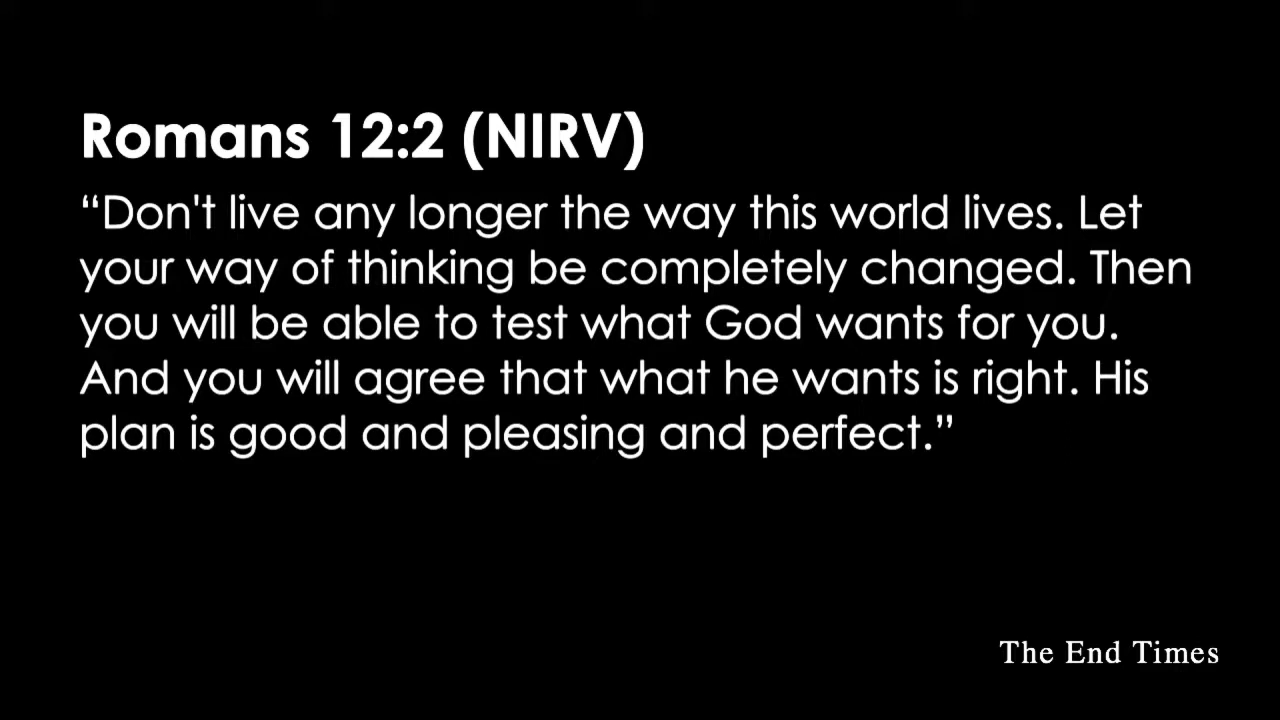 Romans 12:2 (NIRV)
“Don't live any longer the way this world lives. Let
your way of thinking be completely changed. Then
you will be able to test what God wants for you.
And you will agree that what he wants is right. His
plan is good and pleasing and perfect.”
The End Times